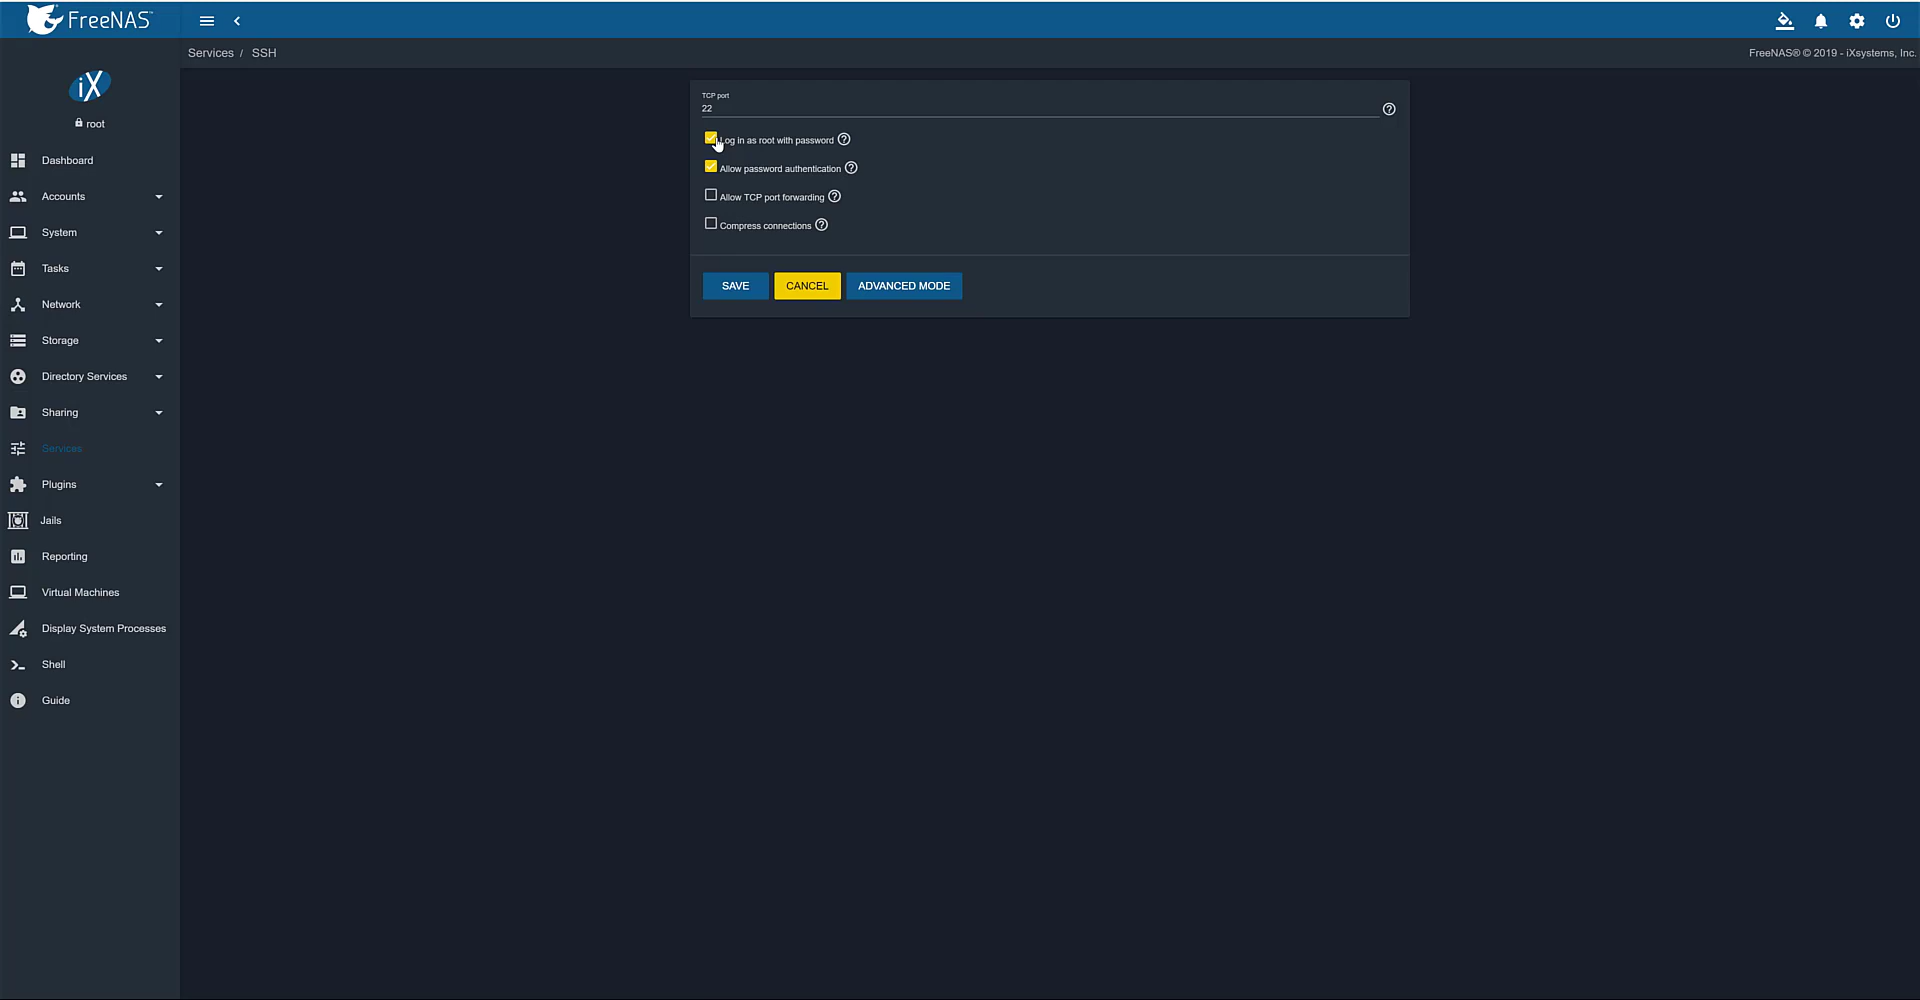 FreeNAS™
Services / SSH
FreeNAS® © 2019 - iXsystems, Inc.
iX
root
Dashboard
Accounts
System
Tasks
Network
Storage
Directory Services
Sharing
Services
Plugins
Jails
Reporting
Virtual Machines
Display System Processes
Shell
Guide
TCP port
22
Log in as root with password
Allow password authentication
Allow TCP port forwarding
Compress connections
SAVE CANCEL ADVANCED MODE